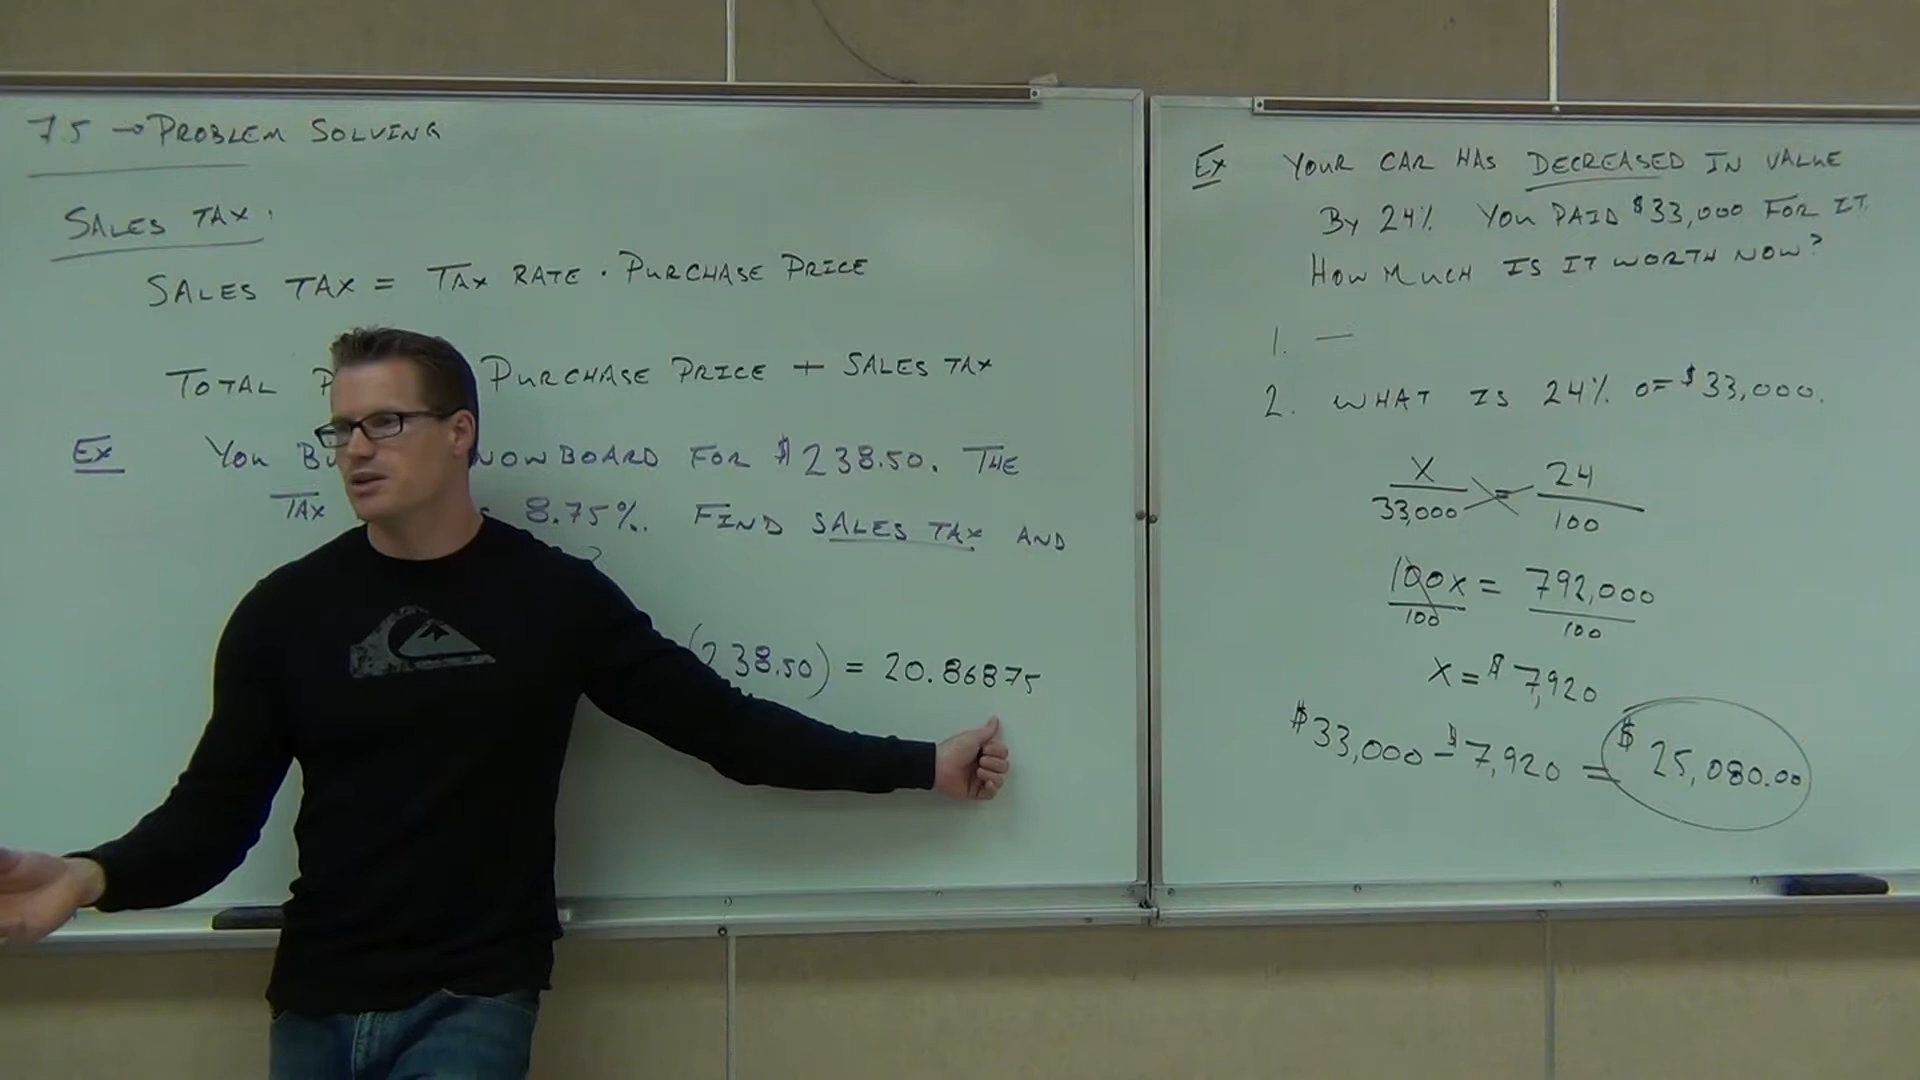 7.5 → PROBLEM SOLVING
SALES TAX:
SALES TAX = TAX RATE · PURCHASE PRICE
TOTAL PURCHASE PRICE + SALES TAX
Ex YOU SNOWBOARD FOR $238.50. THE
TAX 8.75%. FIND SALES TAX AND
?
(238.50) = 20.86875
Ex YOUR CAR HAS DECREASED IN VALUE
BY 24% YOU PAID $33,000 FOR IT.
HOW MUCH IS IT WORTH NOW?
1. —
2. WHAT IS 24% OF $33,000.
X/33,000 = 24/100
100x/100 = 792,000/100
x = $7,920
$33,000 - $7,920 = $25,080.00